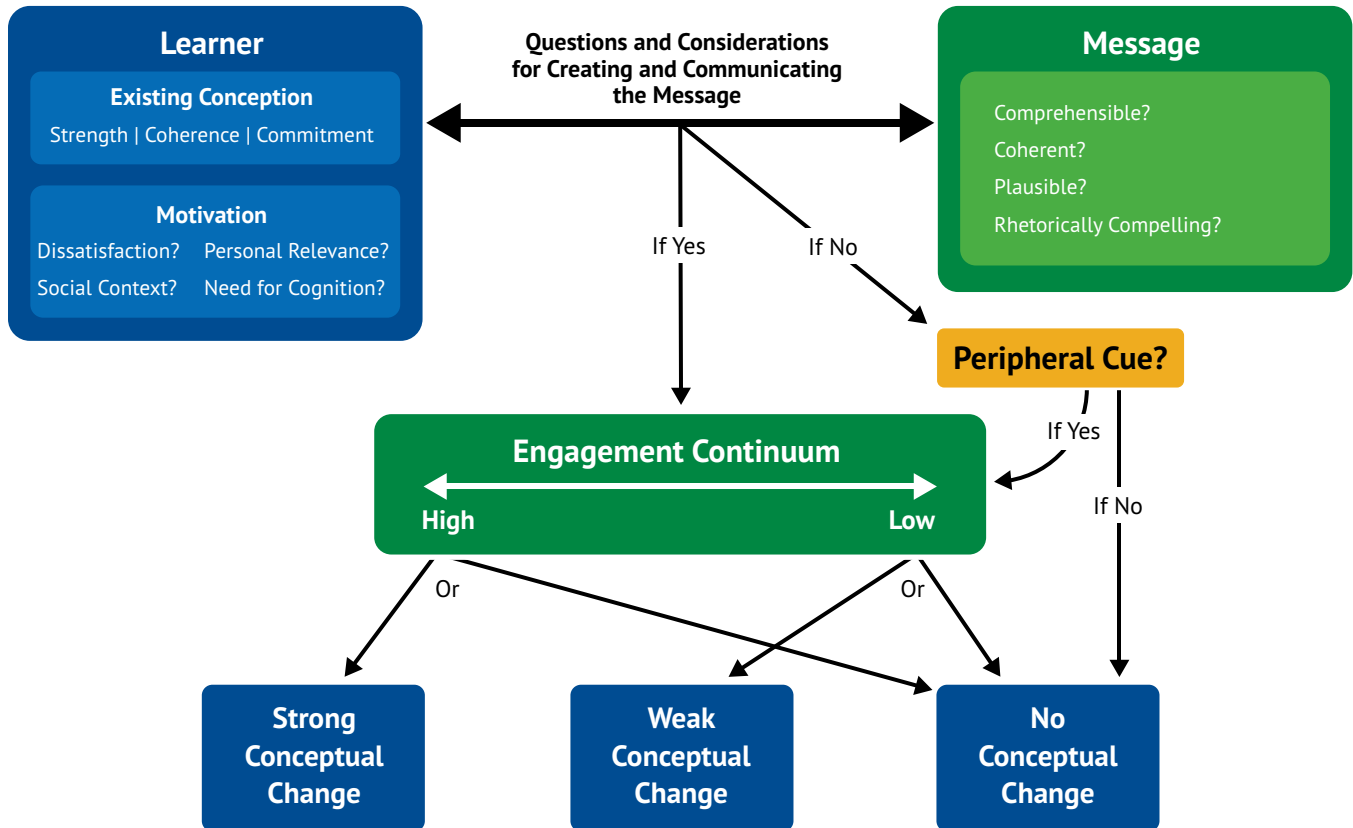 Learner
Existing Conception
Strength | Coherence | Commitment
Motivation
Dissatisfaction? Personal Relevance?
Social Context? Need for Cognition?
Questions and Considerations
for Creating and Communicating
the Message
Message
Comprehensible?
Coherent?
Plausible?
Rhetorically Compelling?
If Yes
If No
Peripheral Cue?
If Yes
If No
Engagement Continuum
High
Low
Or
Or
Strong
Conceptual
Change
Weak
Conceptual
Change
No
Conceptual
Change